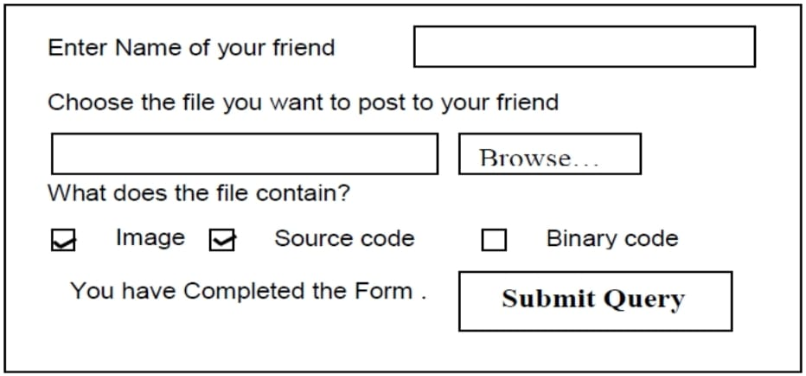 Enter Name of your friend
Choose the file you want to post to your friend
Browse...
What does the file contain?
Image Source code Binary code
You have Completed the Form . Submit Query